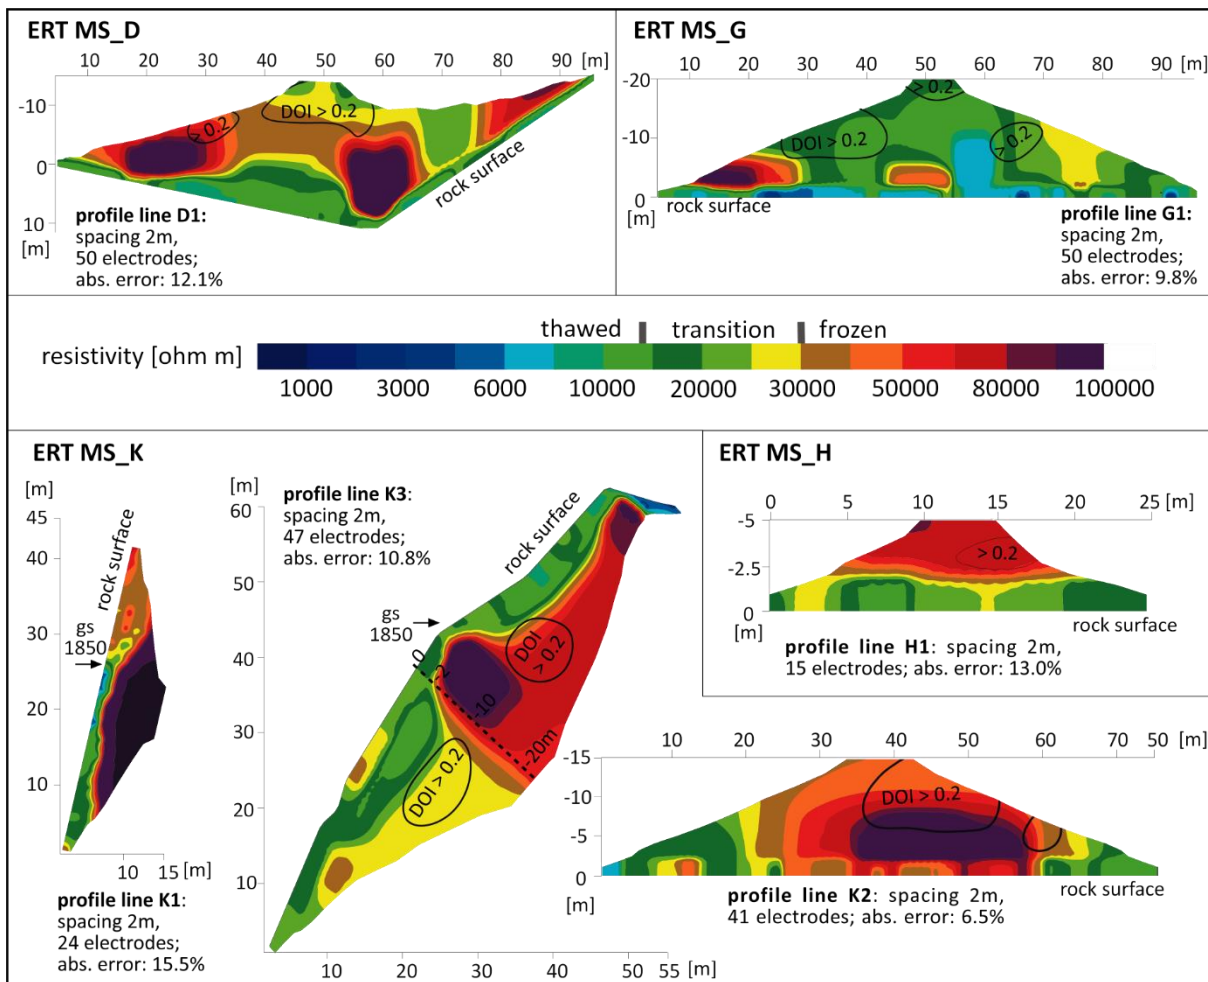 ERT MS_D
10 20 30 40 50 60 70 80 90 [m]
-10
0
10
[m]
> 0.2
DOI > 0.2
rock surface
profile line D1:
spacing 2m,
50 electrodes;
abs. error: 12.1%
ERT MS_G
10 20 30 40 50 60 70 80 90 [m]
-20
-10
0
[m]
> 0.2
DOI > 0.2
> 0.2
rock surface
profile line G1:
spacing 2m,
50 electrodes;
abs. error: 9.8%
thawed transition frozen
resistivity [ohm m]
1000 3000 6000 10000 20000 30000 50000 80000 100000
ERT MS_K
[m]
45
40
30
20
10
rock surface
gs
1850
10 15 [m]
profile line K1:
spacing 2m,
24 electrodes;
abs. error: 15.5%
[m]
60
50
40
30
20
10
profile line K3:
spacing 2m,
47 electrodes;
abs. error: 10.8%
rock surface
gs
1850
DOI
> 0.2
-0
-2
-10
-20m
DOI > 0.2
10 20 30 40 50 55 [m]
ERT MS_H
0 5 10 15 20 25 [m]
-5
-2.5
0
[m]
> 0.2
rock surface
profile line H1: spacing 2m,
15 electrodes; abs. error: 13.0%
[m]
10 20 30 40 50 60 70 50 [m]
-15
-10
-5
0
[m]
DOI > 0.2
rock surface
profile line K2: spacing 2m,
41 electrodes; abs. error: 6.5%